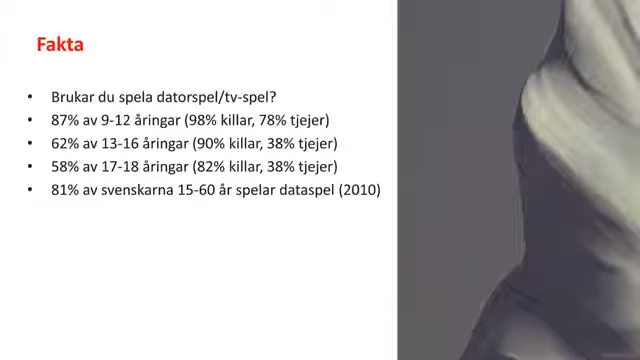 Fakta
• Brukar du spela datorspel/tv-spel?
• 87% av 9-12 åringar (98% killar, 78% tjejer)
• 62% av 13-16 åringar (90% killar, 38% tjejer)
• 58% av 17-18 åringar (82% killar, 38% tjejer)
• 81% av svenskarna 15-60 år spelar dataspel (2010)